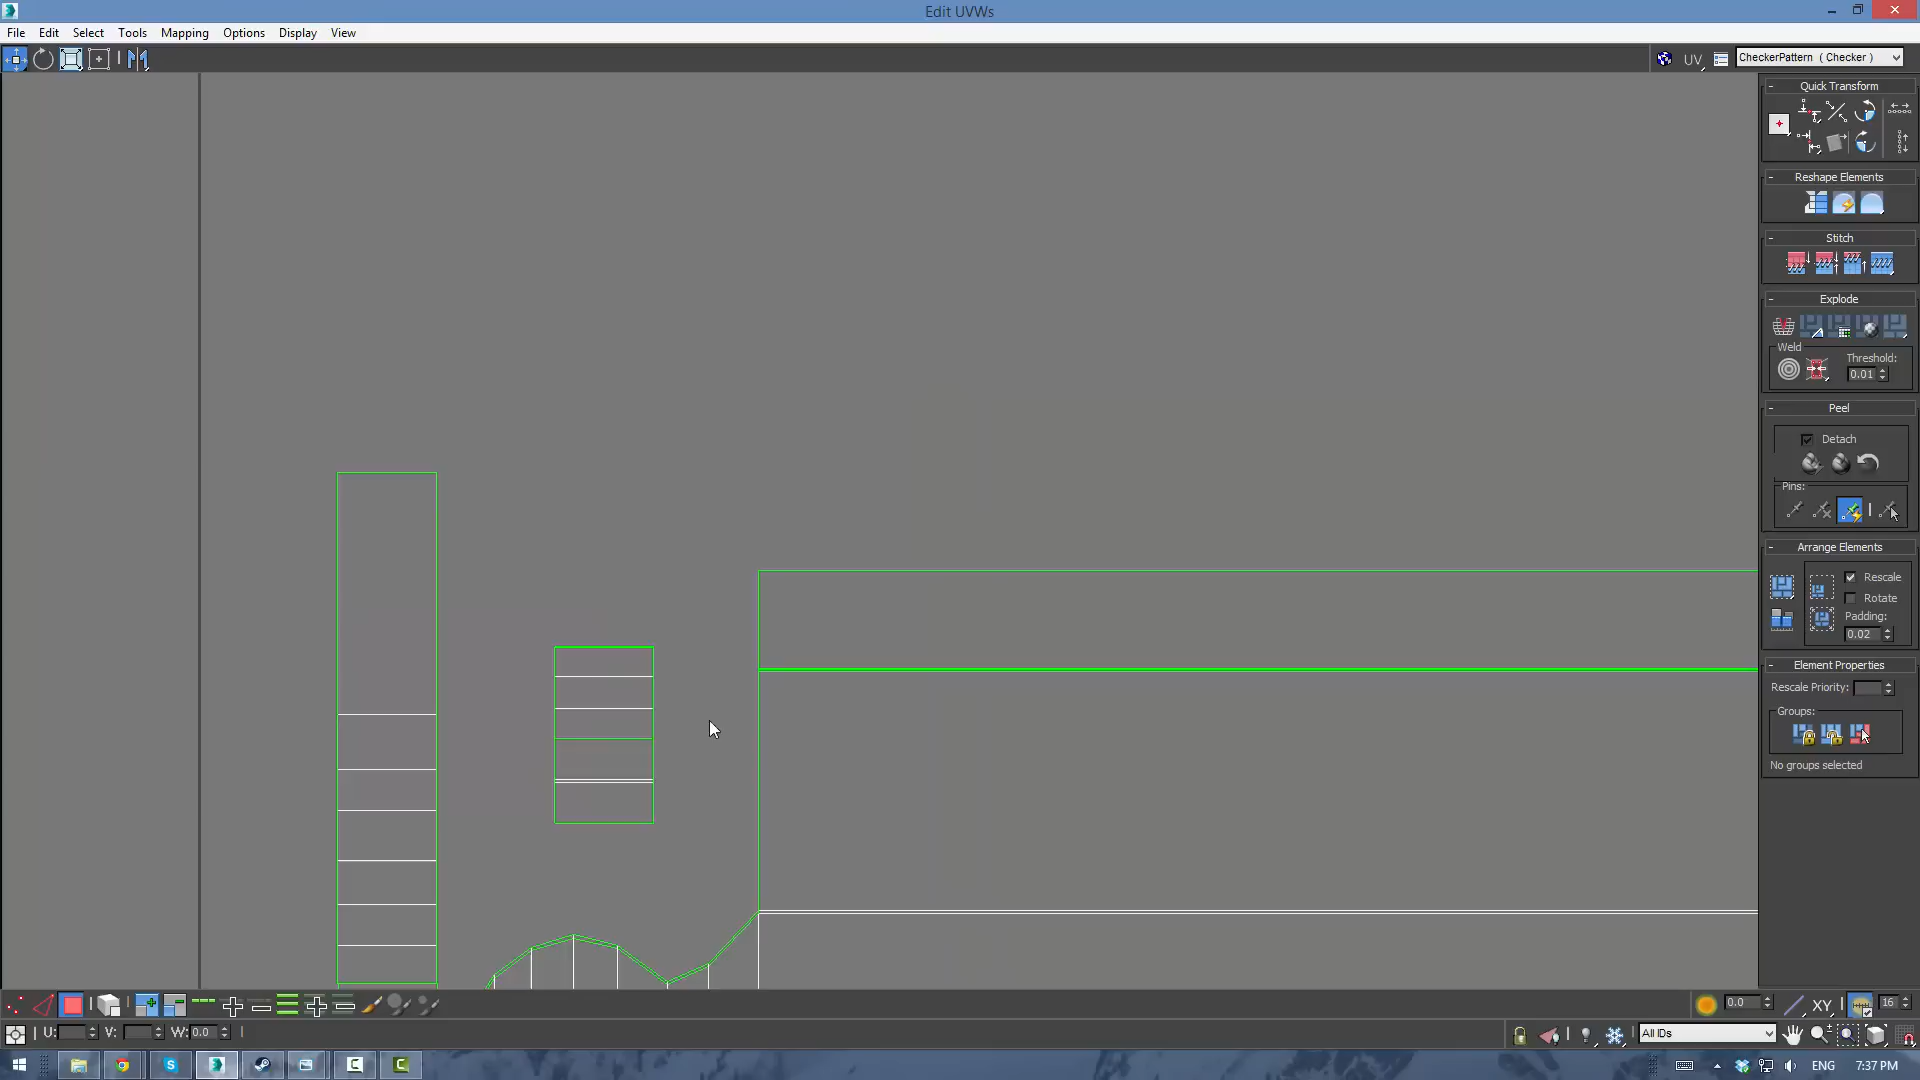 Edit UVWs
File Edit Select Tools Mapping Options Display View
UV CheckerPattern ( Checker )
- Quick Transform
- Reshape Elements
- Stitch
- Explode
Weld
Threshold:
0.01
- Peel
Detach
Pins:
- Arrange Elements
Rescale
Rotate
Padding:
0.02
- Element Properties
Rescale Priority:
Groups:
No groups selected
0.0 XY 16
U: V: W: 0.0 All IDs
ENG 7:37 PM